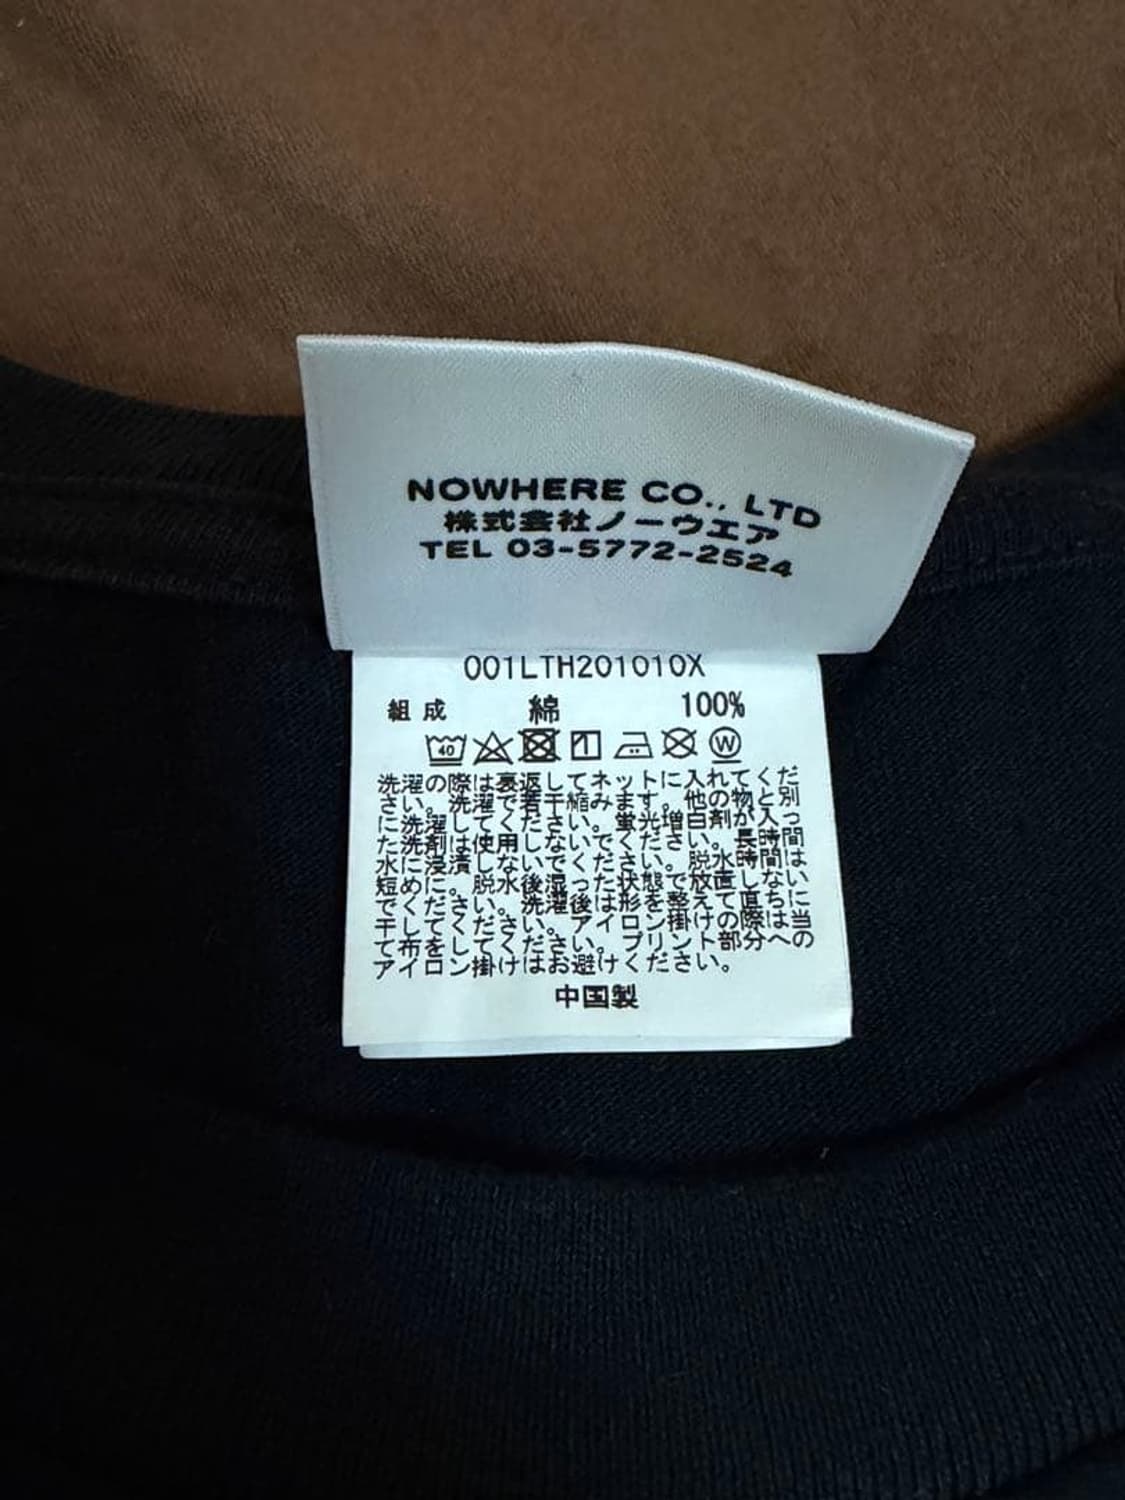 NOWHERE CO., LTD
株式会社ノーウエア
TEL 03-5772-2524
001LTH201010X
組成 綿 100%
40 W
洗濯の際は裏返してネットに入れてくだ
さい。洗濯で若干縮みます。他の物と別
に洗濯してください。蛍光増白剤が入っ
た洗剤は使用しないでください。長時間
水に浸漬しないでください。脱水時間は
短めに。脱水後湿った状態で放置しない
でください。洗濯後は形を整えて直ちに
干してください。アイロン掛けの際は当
て布をしてください。プリント部分への
アイロン掛けはお避けください。
中国製